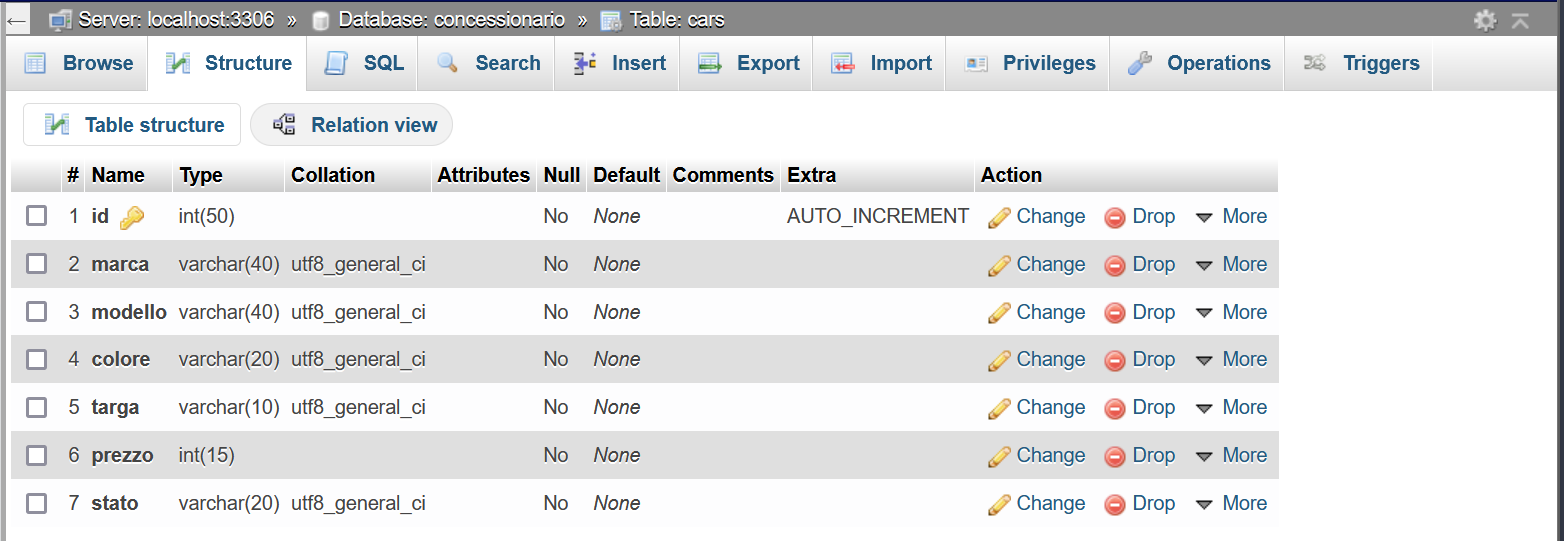 Server: localhost:3306 » Database: concessionario » Table: cars
Browse Structure SQL Search Insert Export Import Privileges Operations Triggers
Table structure Relation view
# Name Type Collation Attributes Null Default Comments Extra Action
1 id int(50) No None AUTO_INCREMENT Change Drop More
2 marca varchar(40) utf8_general_ci No None Change Drop More
3 modello varchar(40) utf8_general_ci No None Change Drop More
4 colore varchar(20) utf8_general_ci No None Change Drop More
5 targa varchar(10) utf8_general_ci No None Change Drop More
6 prezzo int(15) No None Change Drop More
7 stato varchar(20) utf8_general_ci No None Change Drop More